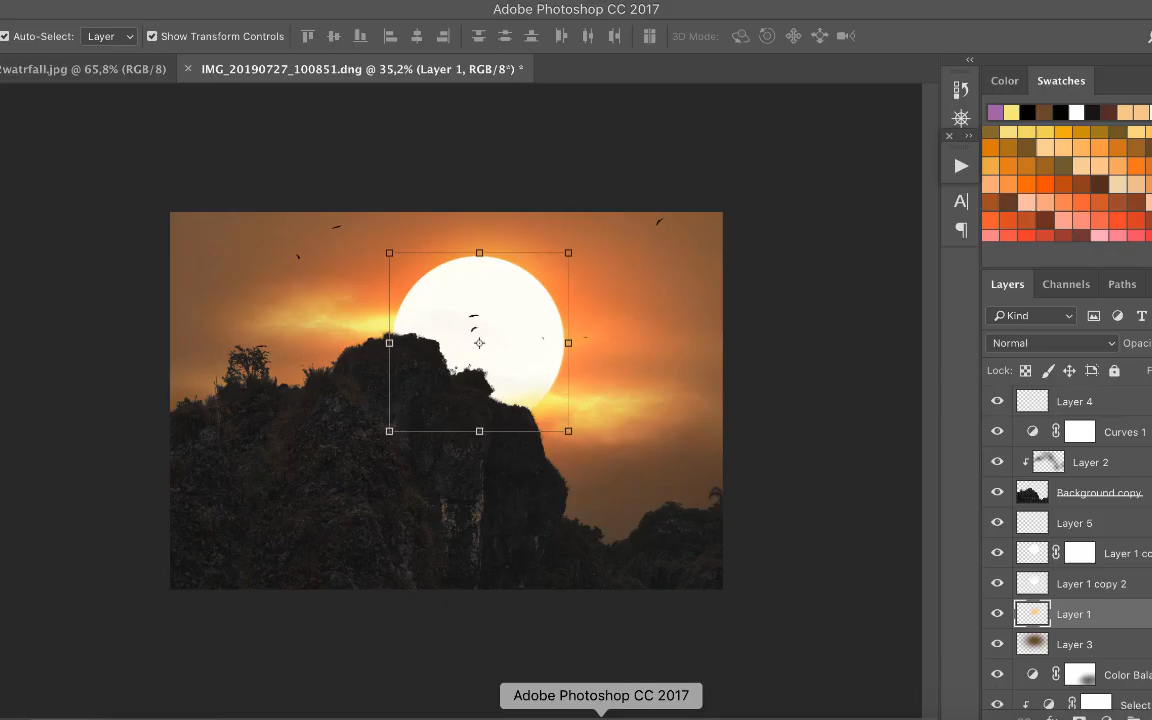 Adobe Photoshop CC 2017
Auto-Select: Layer Show Transform Controls 3D Mode:
2watrfall.jpg @ 65,8% (RGB/8) × IMG_20190727_100851.dng @ 35,2% (Layer 1, RGB/8*) *
Color Swatches
A
Layers Channels Paths
Kind T
Normal Opaci
Lock: F
Layer 4
Curves 1
Layer 2
Background copy
Layer 5
Layer 1 co
Layer 1 copy 2
Layer 1
Layer 3
Color Bala
Select
Adobe Photoshop CC 2017